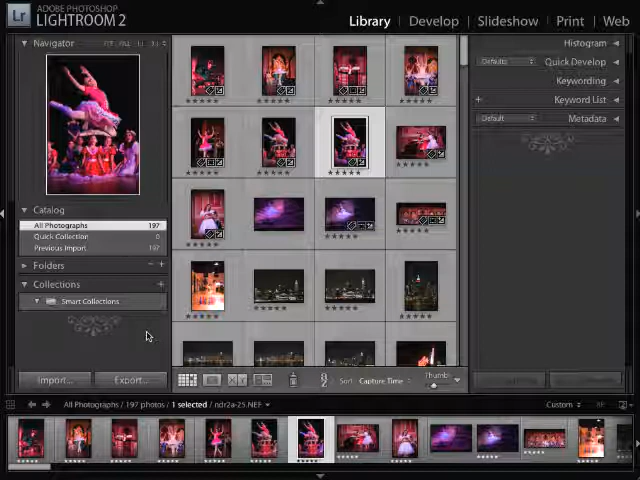 Lr
ADOBE PHOTOSHOP
LIGHTROOM 2
Library | Develop | Slideshow | Print | Web
Navigator
Histogram
Defaults
Quick Develop
Keywording
Keyword List
Default
Metadata
Catalog
All Photographs 197
Quick Collection 0
Previous Import 197
Folders
Collections
Smart Collections
Import...
Export...
Sort Capture Time
Thumb
All Photographs / 197 photos / 1 selected / ndr2a-25.NEF
Custom